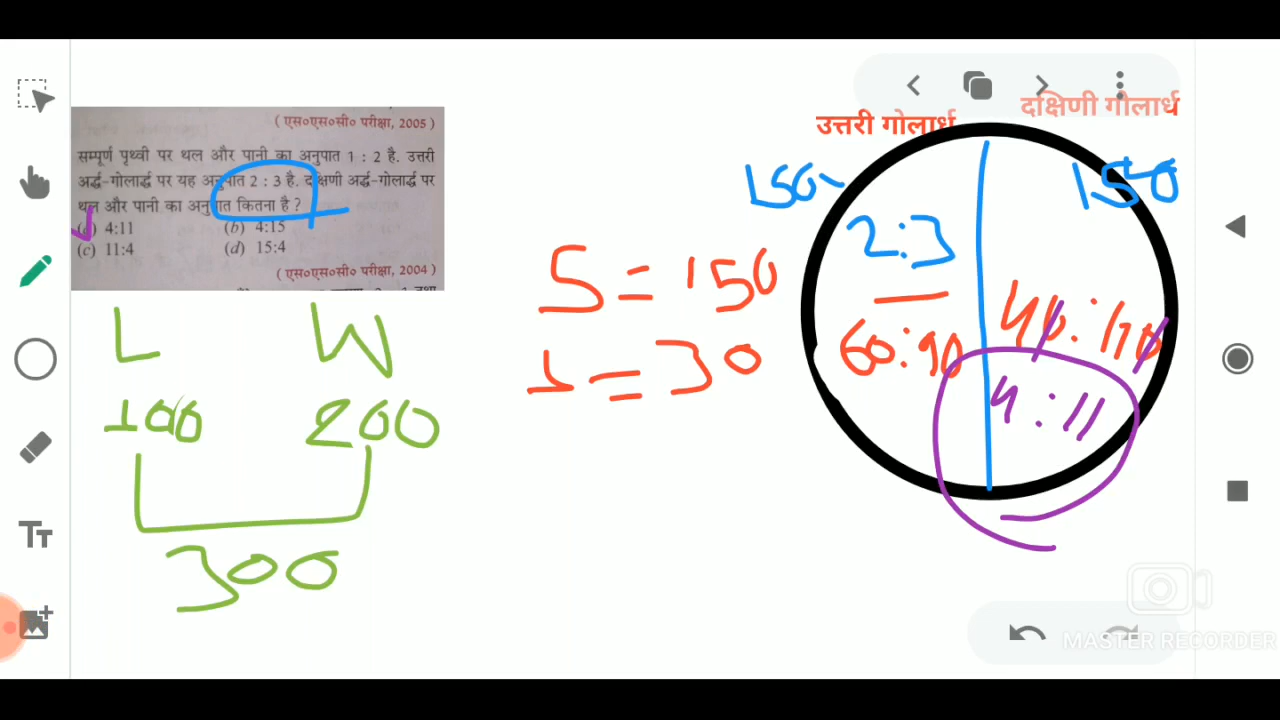 ( एस०एस०सी० परीक्षा, 2005 )
सम्पूर्ण पृथ्वी पर थल और पानी का अनुपात 1 : 2 है. उत्तरी
अर्द्ध-गोलार्द्ध पर यह अनुपात 2 : 3 है. दक्षिणी अर्द्ध-गोलार्द्ध पर
थल और पानी का अनुपात कितना है ?
(a) 4:11 (b) 4:15
(c) 11:4 (d) 15:4
( एस०एस०सी० परीक्षा, 2004 )
उत्तरी गोलार्ध
दक्षिणी गोलार्ध
150
150
2:3
60:90
40:110
4:11
5=150
1=30
L W
100 200
300
TT
MASTER RECORDER